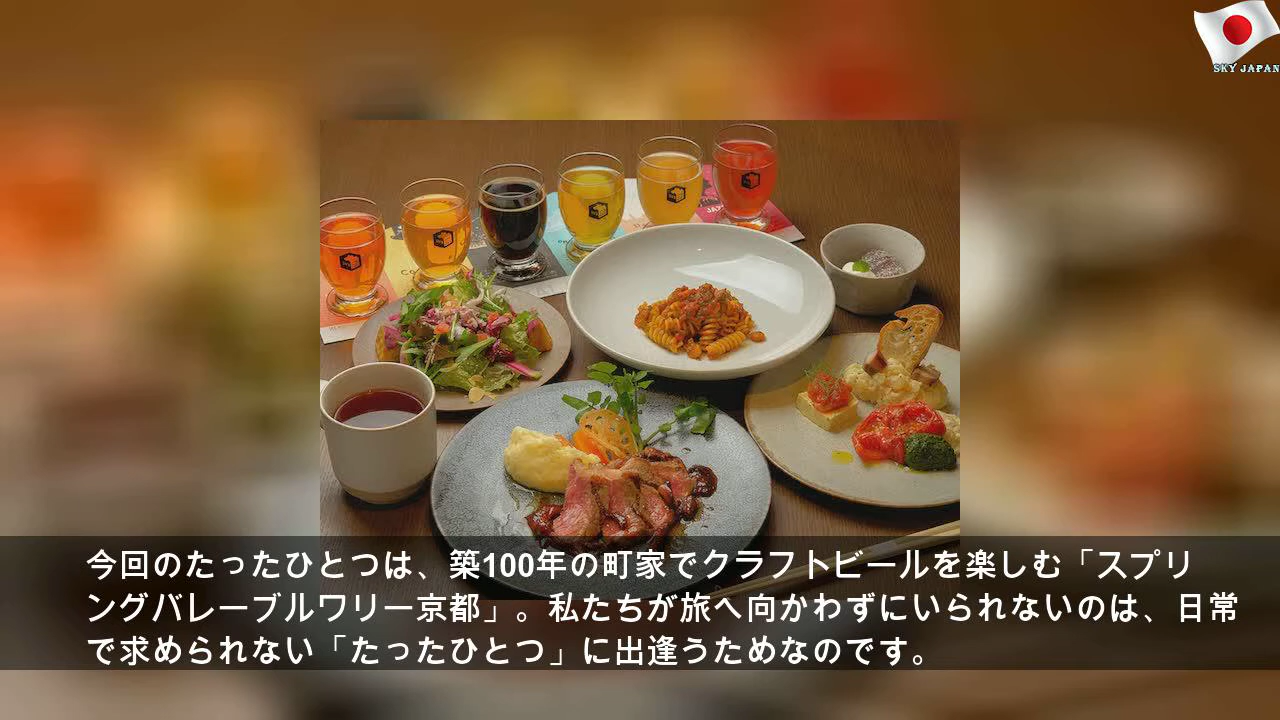 SKY JAPAN
今回のたったひとつは、築100年の町家でクラフトビールを楽しむ「スプリ
ングバレーブルワリー京都」。私たちが旅へ向かわずにいられないのは、日常
で求められない「たったひとつ」に出逢うためなのです。